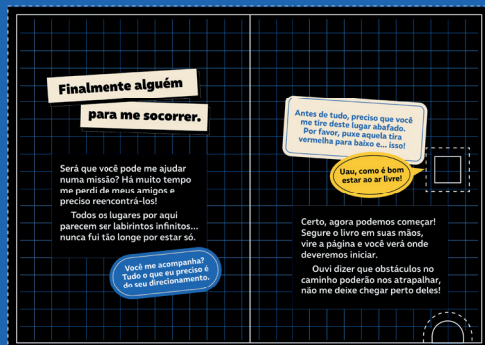 Finalmente alguém
para me socorrer.
Será que você pode me ajudar
numa missão? Há muito tempo
me perdi de meus amigos e
preciso reencontrá-los!
Todos os lugares por aqui
parecem ser labirintos infinitos...
nunca fui tão longe por estar só.
Você me acompanha?
Tudo o que eu preciso é
do seu direcionamento.
Antes de tudo, preciso que você
me tire deste lugar abafado.
Por favor, puxe aquela tira
vermelha para baixo e... isso!
Uau, como é bom
estar ao ar livre!
Certo, agora podemos começar!
Segure o livro em suas mãos,
vire a página e você verá onde
deveremos iniciar.
Ouvi dizer que obstáculos no
caminho poderão nos atrapalhar,
não me deixe chegar perto deles!